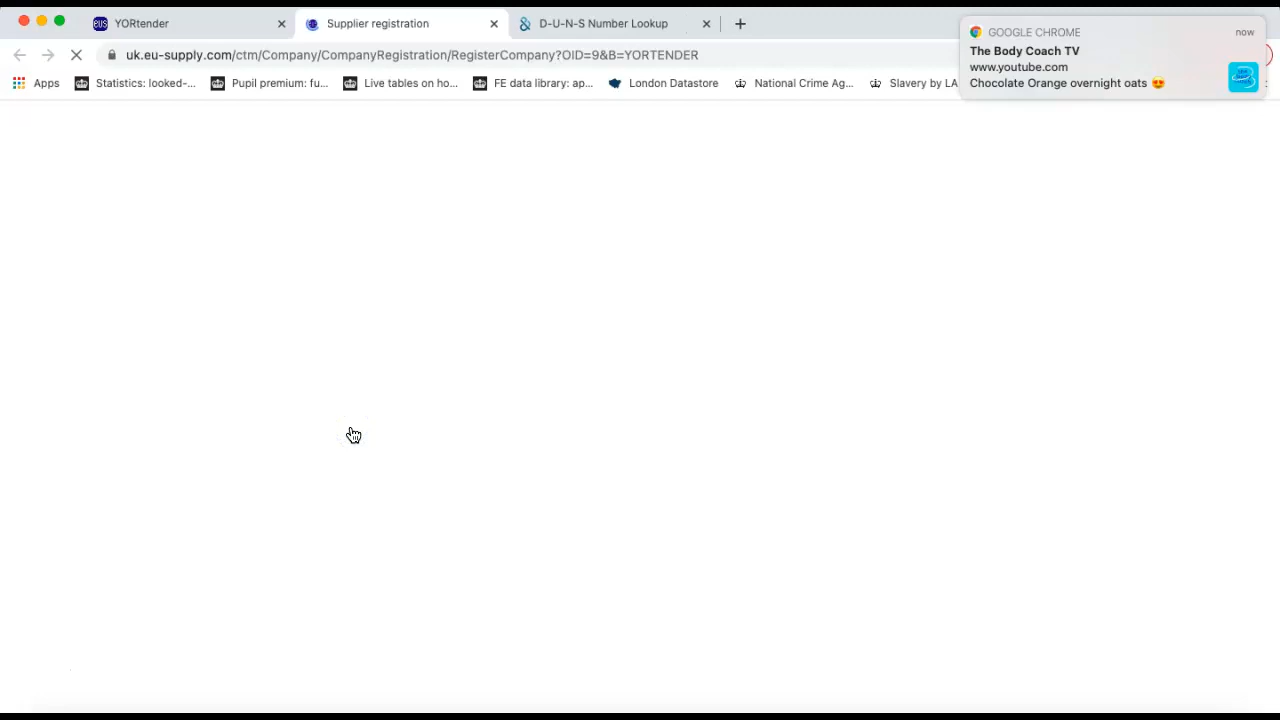 eus YORtender
Supplier registration
D-U-N-S Number Lookup
uk.eu-supply.com/ctm/Company/CompanyRegistration/RegisterCompany?OID=9&B=YORTENDER
Apps
Statistics: looked-...
Pupil premium: fu...
Live tables on ho...
FE data library: ap...
London Datastore
National Crime Ag...
Slavery by LA
GOOGLE CHROME
now
The Body Coach TV
www.youtube.com
Chocolate Orange overnight oats 😍